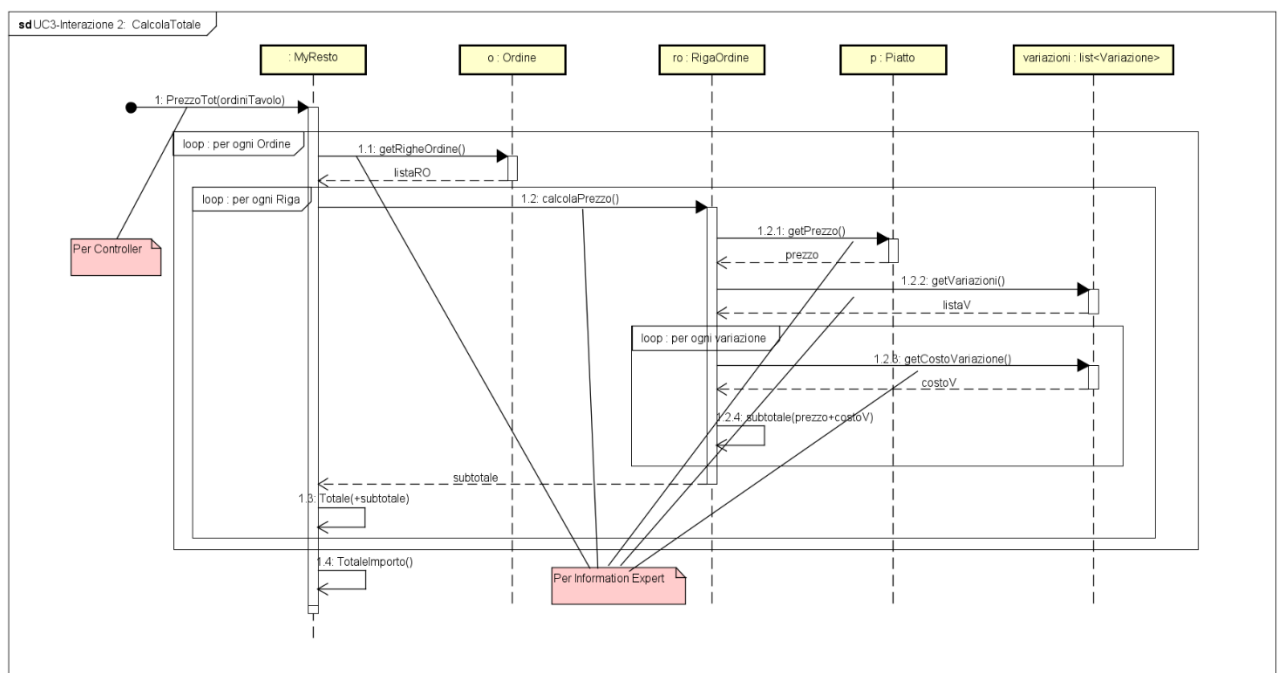 sd UC3-Interazione 2: CalcolaTotale
: MyResto
o : Ordine
ro : RigaOrdine
p : Piatto
variazioni : list<Variazione>
1: PrezzoTot(ordiniTavolo)
loop : per ogni Ordine
1.1: getRigheOrdine()
listaRO
loop : per ogni Riga
1.2: calcolaPrezzo()
Per Controller
1.2.1: getPrezzo()
prezzo
1.2.2: getVariazioni()
listaV
loop : per ogni variazione
1.2.3: getCostoVariazione()
costoV
1.2.4: subtotale(prezzo+costoV)
subtotale
1.3: Totale(+subtotale)
1.4: TotaleImporto()
Per Information Expert